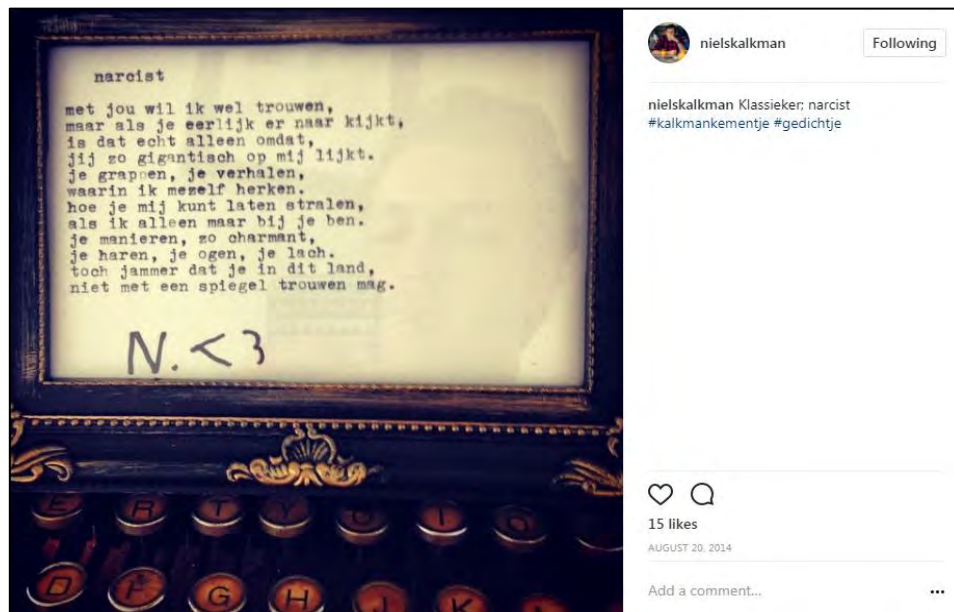 narcist
met jou wil ik wel trouwen,
maar als je eerlijk er naar kijkt,
is dat echt alleen omdat,
jij zo gigantisch op mij lijkt.
je grappen, je verhalen,
waarin ik mezelf herken.
hoe je mij kunt laten stralen,
als ik alleen maar bij je ben.
je manieren, zo charmant,
je haren, je ogen, je lach.
toch jammer dat je in dit land,
niet met een spiegel trouwen mag.
N. <3
E R T Y U I O
D F G H J K
nielskalkman
Following
nielskalkman Klassieker; narcist
#kalkmankementje #gedichtje
15 likes
AUGUST 20, 2014
Add a comment...